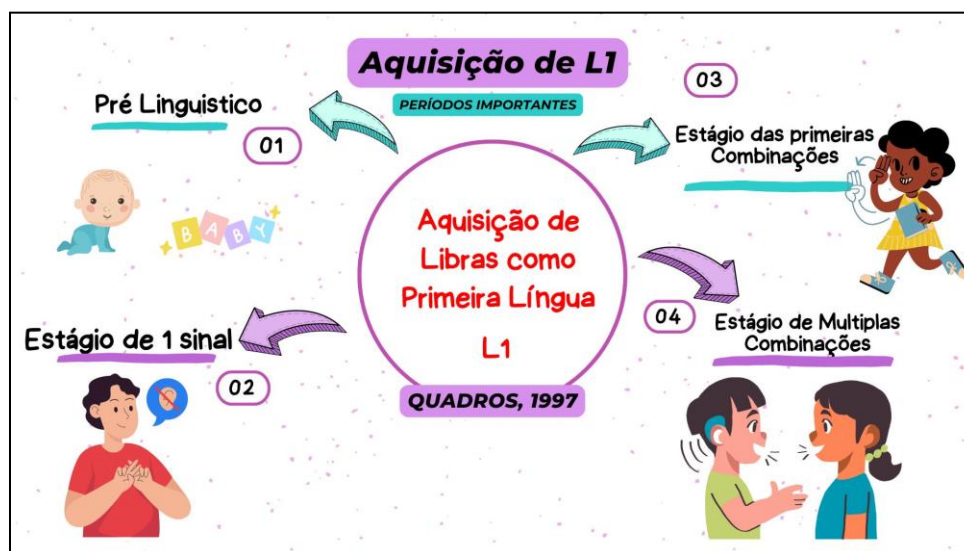 Aquisição de L1
PERÍODOS IMPORTANTES
Pré Linguistico
01
BABY
Estágio de 1 sinal
02
Aquisição de
Libras como
Primeira Língua
L1
QUADROS, 1997
03
Estágio das primeiras
Combinações
04
Estágio de Multiplas
Combinações